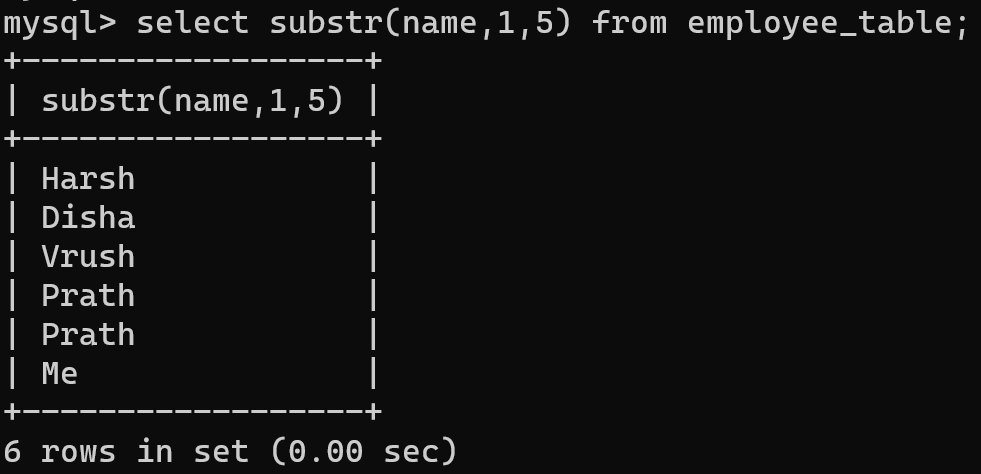 mysql> select substr(name,1,5) from employee_table;
+------------------+
| substr(name,1,5) |
+------------------+
| Harsh            |
| Disha            |
| Vrush            |
| Prath            |
| Prath            |
| Me               |
+------------------+
6 rows in set (0.00 sec)